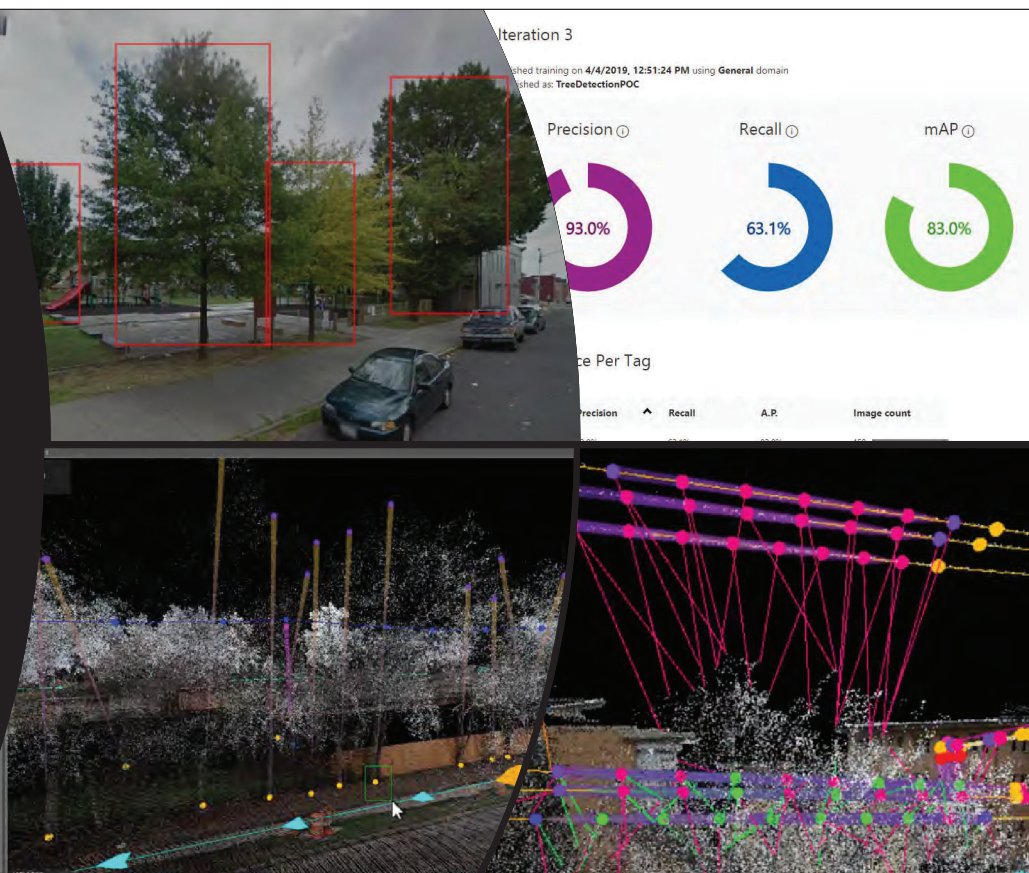 Iteration 3
shed training on 4/4/2019, 12:51:24 PM using General domain
ished as: TreeDetectionPOC
Precision
Recall
mAP
93.0%
63.1%
83.0%
ce Per Tag
Precision
Recall
A.P.
Image count